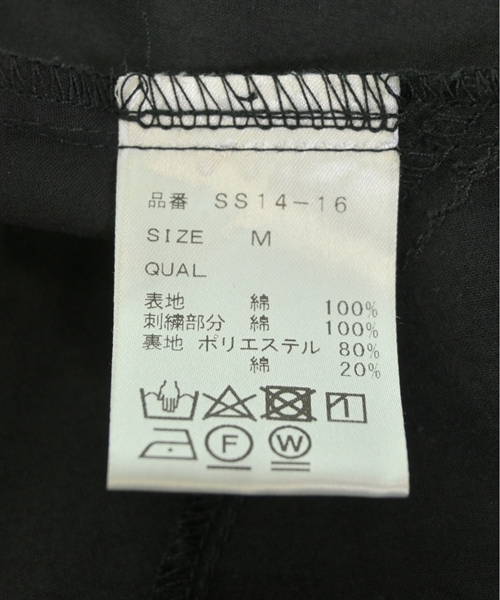 品番 SS14-16
SIZE M
QUAL
表地 綿 100%
刺繍部分 綿 100%
裏地 ポリエステル 80%
綿 20%
F W